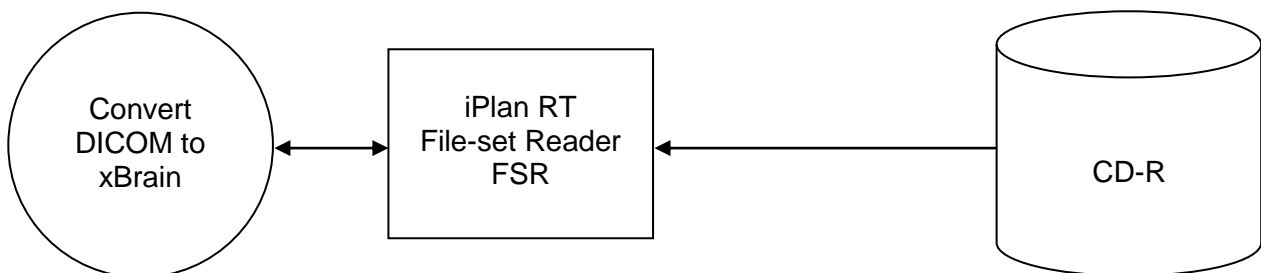 Convert
DICOM to
xBrain
iPlan RT
File-set Reader
FSR
CD-R